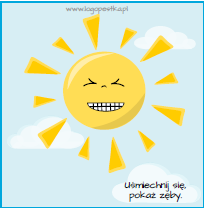 www.logopestka.pl
Uśmiechnij się,
pokaż zęby.